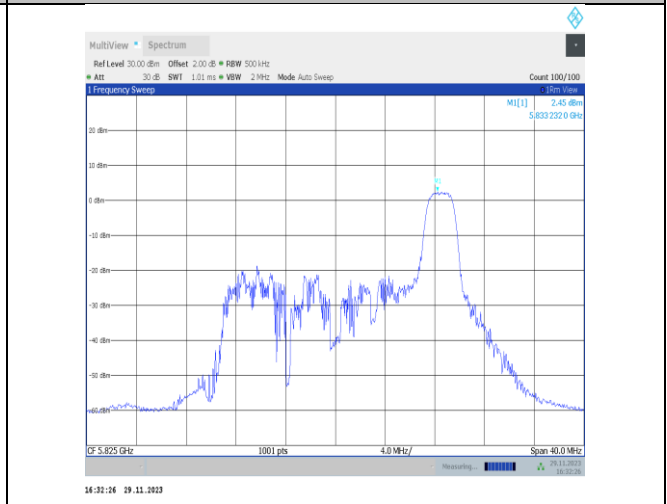 MultiView Spectrum
Ref Level 30.00 dBm Offset 2.00 dB RBW 500 kHz
Att 30 dB SWT 1.01 ms VBW 2 MHz Mode Auto Sweep Count 100/100
1 Frequency Sweep 1Rm View
M1[1] 2.45 dBm
5.833 232 0 GHz
20 dBm
10 dBm
0 dBm
-10 dBm
-20 dBm
-30 dBm
-40 dBm
-50 dBm
-60 dBm
CF 5.825 GHz 1001 pts 4.0 MHz/ Span 40.0 MHz
Measuring... 29.11.2023
16:32:26
16:32:26 29.11.2023